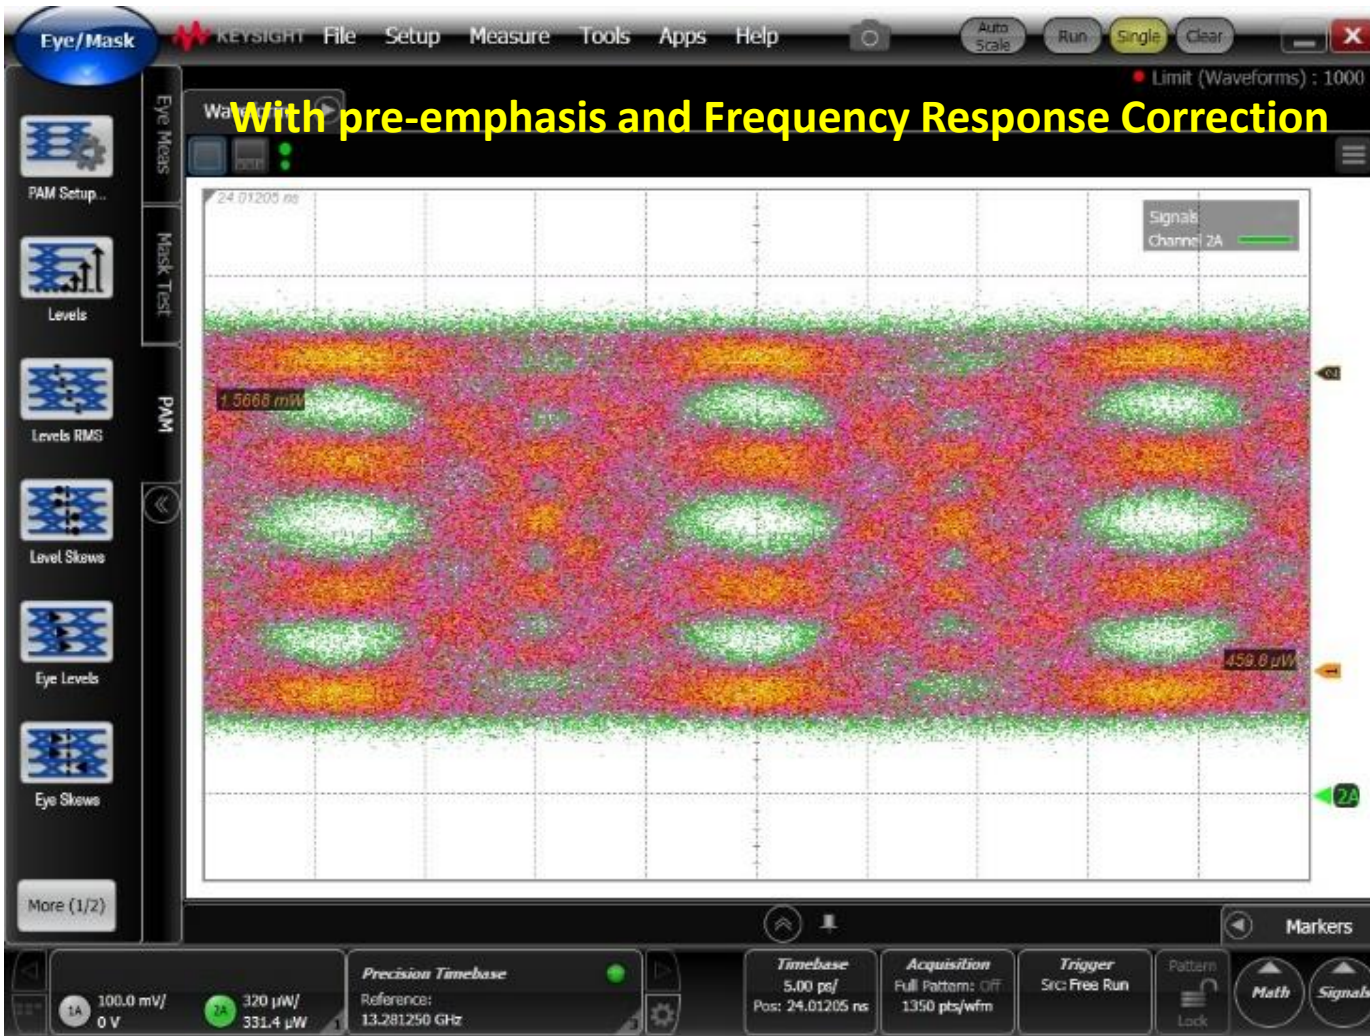 Eye/Mask
KEYSIGHT File Setup Measure Tools Apps Help
Auto Scale
Run
Single
Clear
Limit (Waveforms) : 1000
With pre-emphasis and Frequency Response Correction
Eye Meas
Mask Test
PAM
PAM Setup...
Levels
Levels RMS
Level Skews
Eye Levels
Eye Skews
More (1/2)
24.01205 ns
Signals
Channel 2A
1.5668 mW
459.8 µW
2
1
2A
Markers
1A
100.0 mV/
0 V
2A
320 µW/
331.4 µW
1
Precision Timebase
Reference:
13.281250 GHz
3
Timebase
5.00 ps/
Pos: 24.01205 ns
Acquisition
Full Pattern: Off
1350 pts/wfm
Trigger
Src: Free Run
Pattern
Lock
Math
Signals